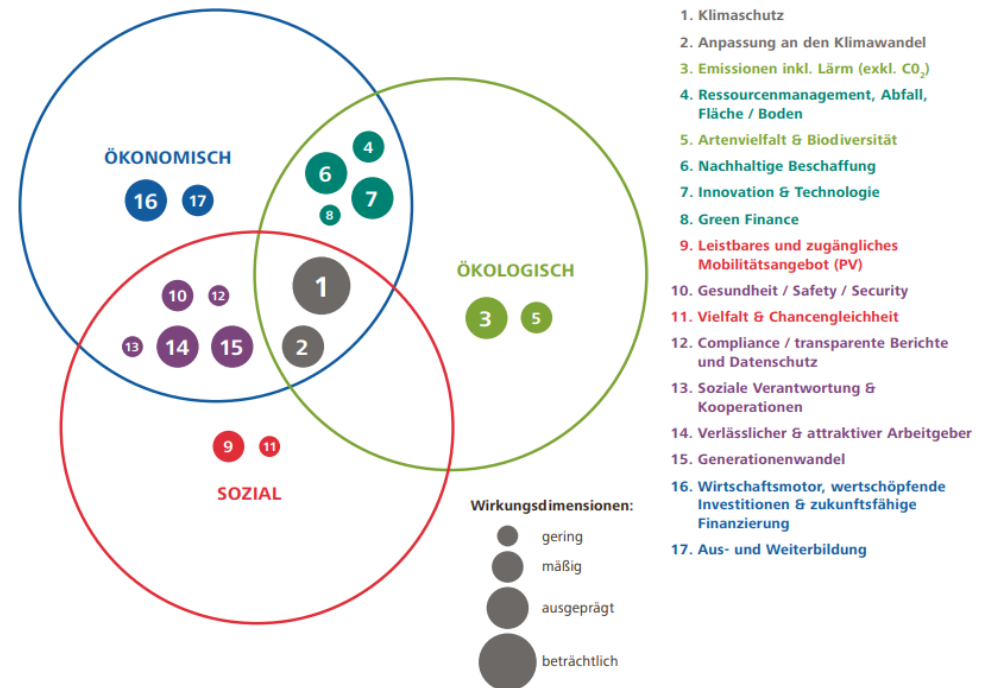 ÖKONOMISCH
16
17
4
6
7
8
ÖKOLOGISCH
3
5
1
2
10
12
13
14
15
9
11
SOZIAL
Wirkungsdimensionen:
gering
mäßig
ausgeprägt
beträchtlich
1. Klimaschutz
2. Anpassung an den Klimawandel
3. Emissionen inkl. Lärm (exkl. C0₂)
4. Ressourcenmanagement, Abfall,
Fläche / Boden
5. Artenvielfalt & Biodiversität
6. Nachhaltige Beschaffung
7. Innovation & Technologie
8. Green Finance
9. Leistbares und zugängliches
Mobilitätsangebot (PV)
10. Gesundheit / Safety / Security
11. Vielfalt & Chancengleichheit
12. Compliance / transparente Berichte
und Datenschutz
13. Soziale Verantwortung &
Kooperationen
14. Verlässlicher & attraktiver Arbeitgeber
15. Generationenwandel
16. Wirtschaftsmotor, wertschöpfende
Investitionen & zukunftsfähige
Finanzierung
17. Aus- und Weiterbildung